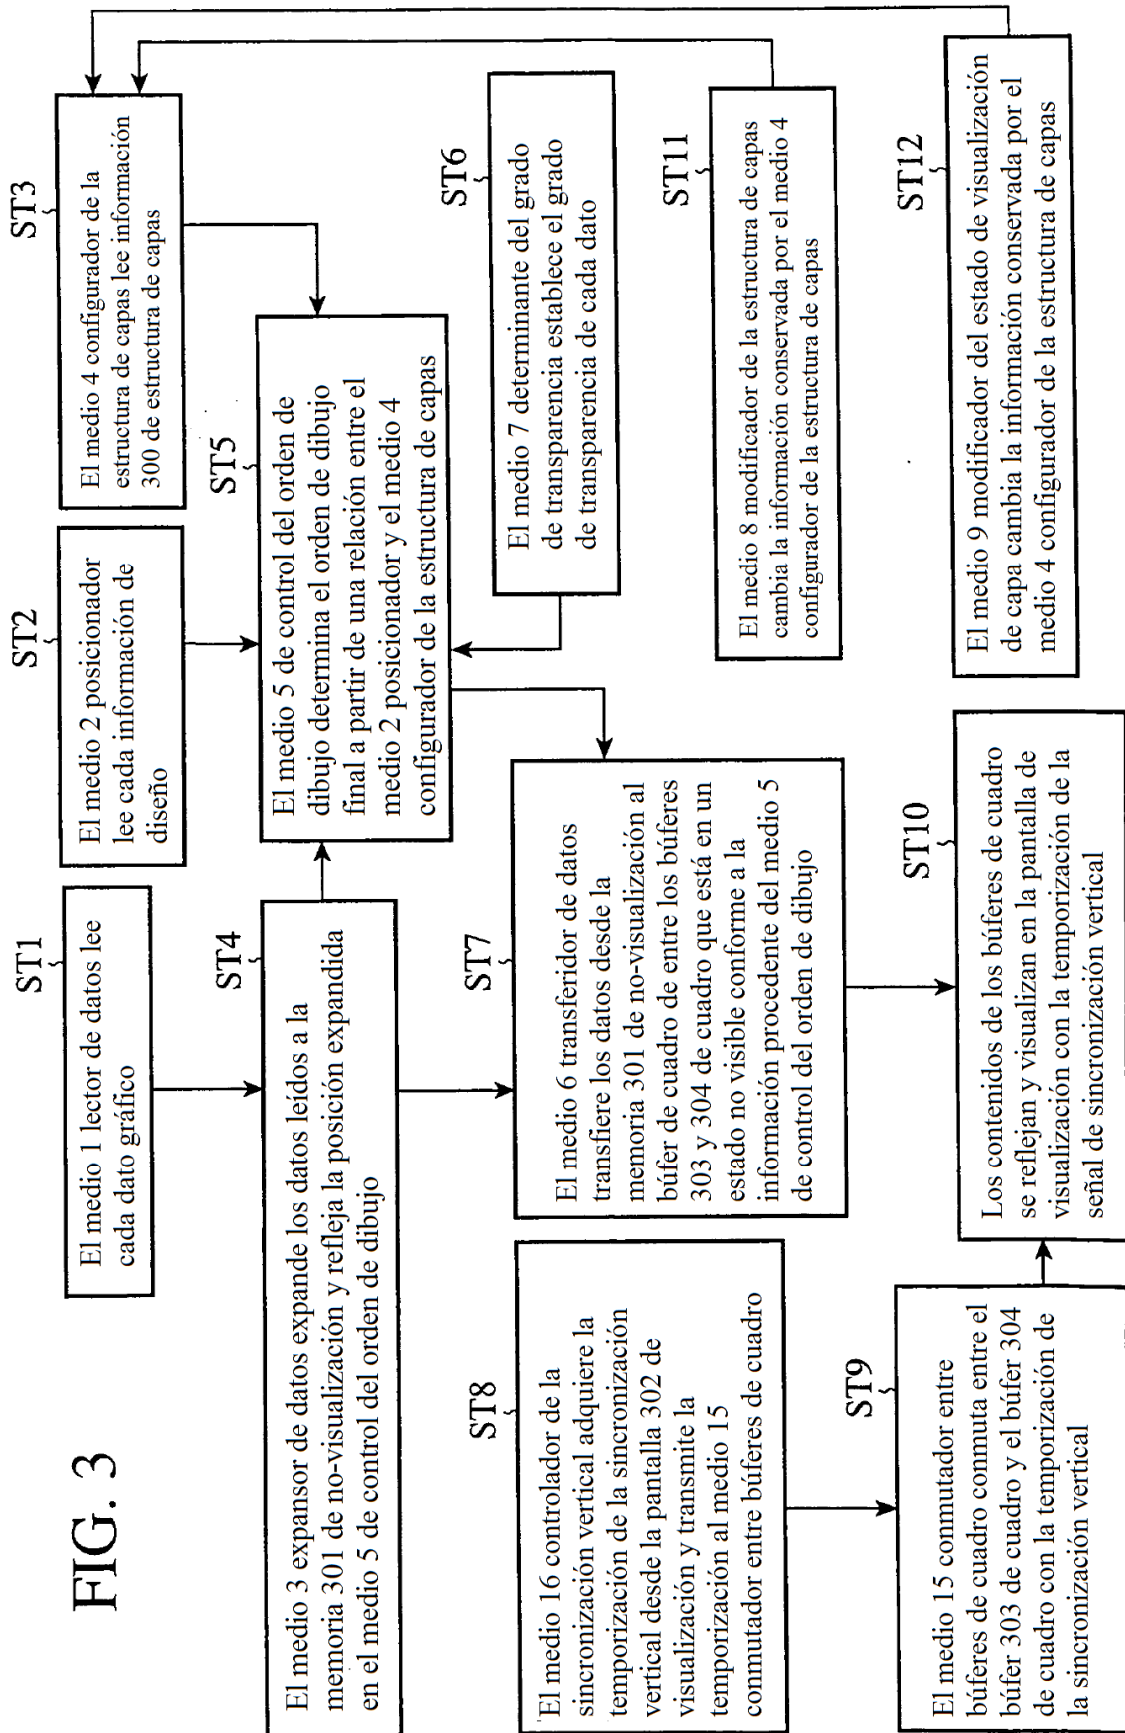 FIG. 3
ST1
El medio 1 lector de datos lee
cada dato gráfico
ST2
El medio 2 posicionador
lee cada información de
diseño
ST3
El medio 4 configurador de la
estructura de capas lee información
300 de estructura de capas
ST4
El medio 3 expansor de datos expande los datos leídos a la
memoria 301 de no-visualización y refleja la posición expandida
en el medio 5 de control del orden de dibujo
ST5
El medio 5 de control del orden de
dibujo determina el orden de dibujo
final a partir de una relación entre el
medio 2 posicionador y el medio 4
configurador de la estructura de capas
ST6
El medio 7 determinante del grado
de transparencia establece el grado
de transparencia de cada dato
ST7
El medio 6 transferidor de datos
transfiere los datos desde la
memoria 301 de no-visualización al
búfer de cuadro de entre los búferes
303 y 304 de cuadro que está en un
estado no visible conforme a la
información procedente del medio 5
de control del orden de dibujo
ST8
El medio 16 controlador de la
sincronización vertical adquiere la
temporización de la sincronización
vertical desde la pantalla 302 de
visualización y transmite la
temporización al medio 15
conmutador entre búferes de cuadro
ST9
El medio 15 conmutador entre
búferes de cuadro conmuta entre el
búfer 303 de cuadro y el búfer 304
de cuadro con la temporización de
la sincronización vertical
ST10
Los contenidos de los búferes de cuadro
se reflejan y visualizan en la pantalla de
visualización con la temporización de la
señal de sincronización vertical
ST11
El medio 8 modificador de la estructura de capas
cambia la información conservada por el medio 4
configurador de la estructura de capas
ST12
El medio 9 modificador del estado de visualización
de capa cambia la información conservada por el
medio 4 configurador de la estructura de capas